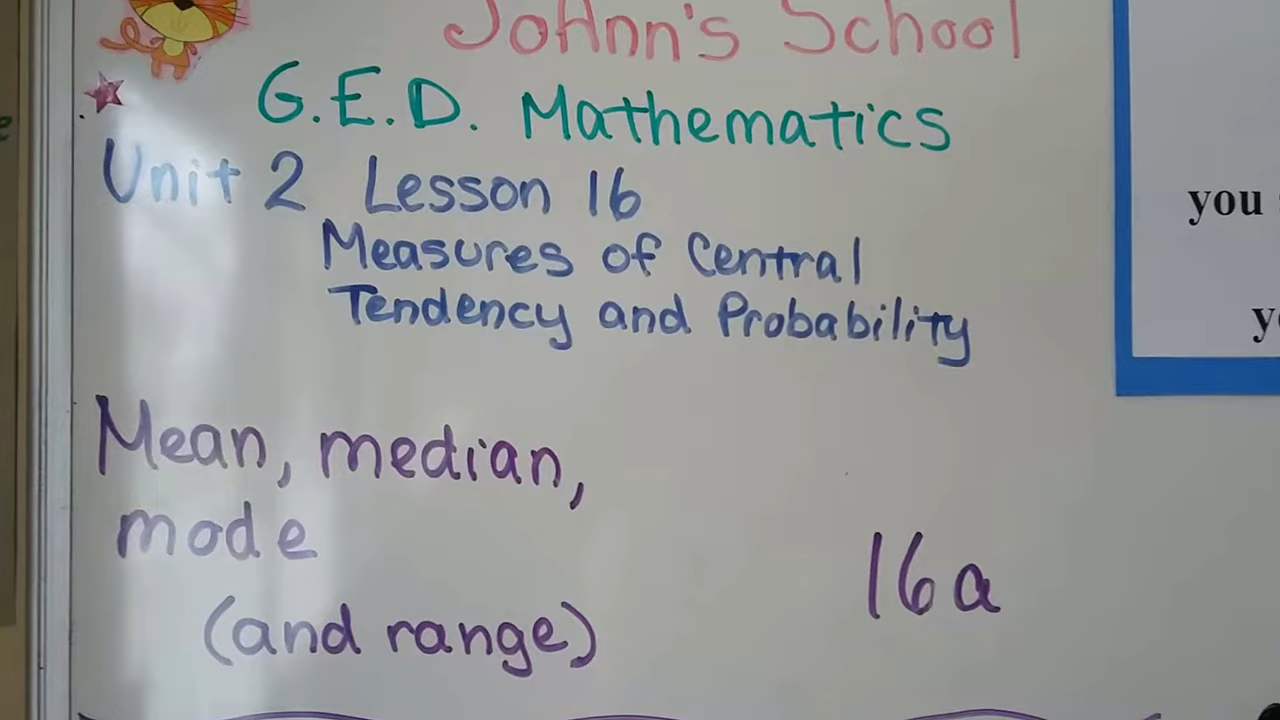 JoAnn's School
G.E.D. Mathematics
Unit 2 Lesson 16
Measures of Central
Tendency and Probability
you
Mean, median,
mode
16a
(and range)